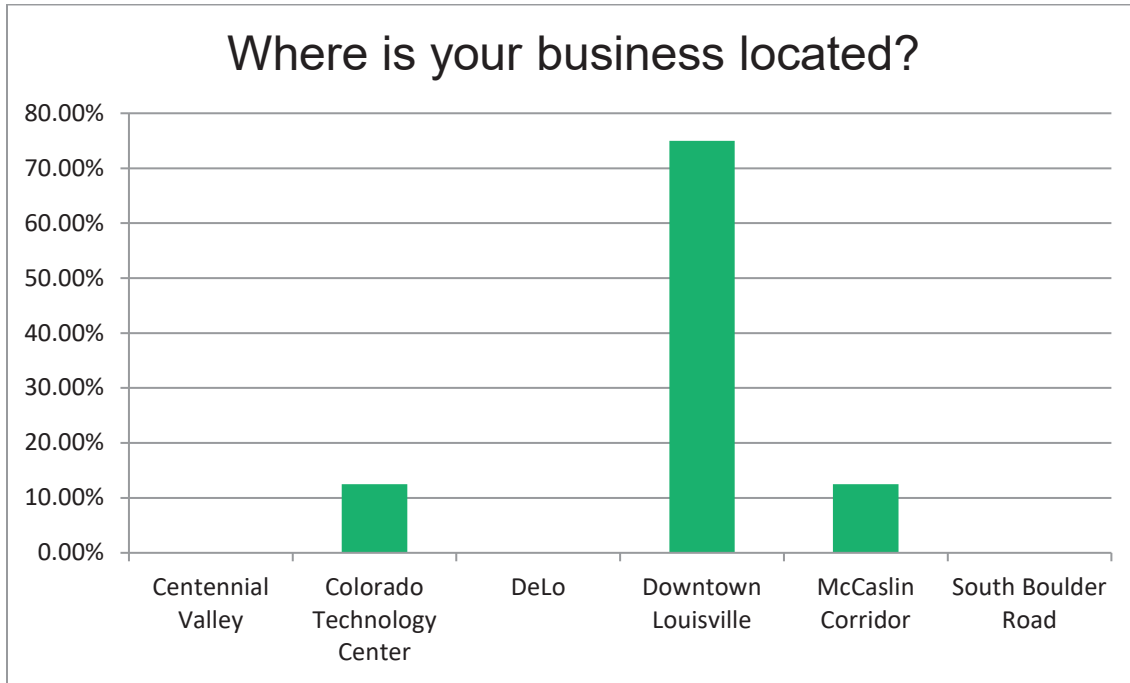 Where is your business located?
80.00%
70.00%
60.00%
50.00%
40.00%
30.00%
20.00%
10.00%
0.00%
Centennial
Valley
Colorado
Technology
Center
DeLo
Downtown
Louisville
McCaslin
Corridor
South Boulder
Road